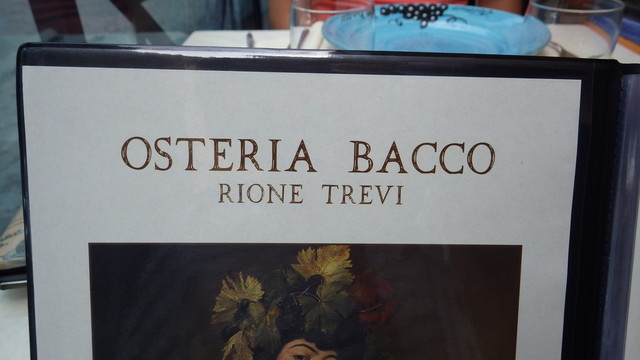 OSTERIA BACCO
RIONE TREVI